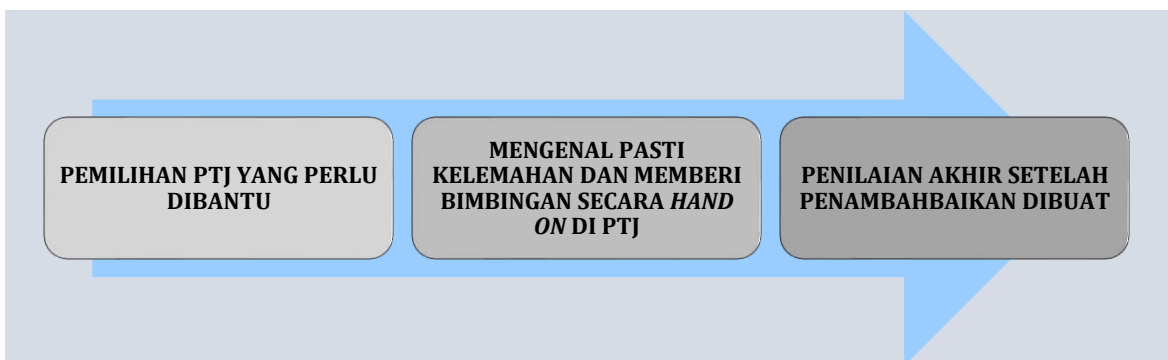 PEMILIHAN PTJ YANG PERLU
DIBANTU
MENGENAL PASTI
KELEMAHAN DAN MEMBERI
BIMBINGAN SECARA HAND
ON DI PTJ
PENILAIAN AKHIR SETELAH
PENAMBAHBAIKAN DIBUAT